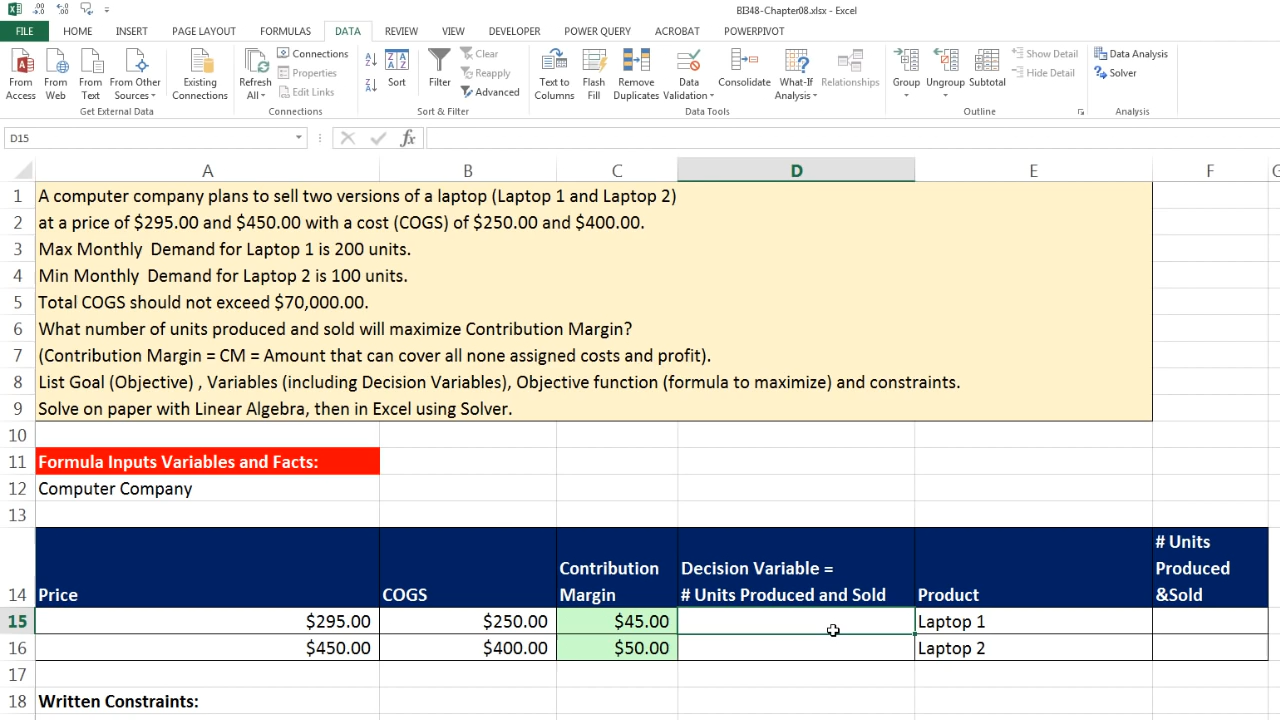 BI348-Chapter08.xlsx - Excel
FILE HOME INSERT PAGE LAYOUT FORMULAS DATA REVIEW VIEW DEVELOPER POWER QUERY ACROBAT POWERPIVOT
From Access
From Web
From Text
From Other Sources
Existing Connections
Refresh All
Connections
Properties
Edit Links
Sort
Filter
Clear
Reapply
Advanced
Text to Columns
Flash Fill
Remove Duplicates
Data Validation
Consolidate
What-If Analysis
Relationships
Group
Ungroup
Subtotal
Show Detail
Hide Detail
Data Analysis
Solver
Get External Data
Connections
Sort & Filter
Data Tools
Outline
Analysis
D15
fx
A B C D E F G
1 A computer company plans to sell two versions of a laptop (Laptop 1 and Laptop 2)
2 at a price of $295.00 and $450.00 with a cost (COGS) of $250.00 and $400.00.
3 Max Monthly  Demand for Laptop 1 is 200 units.
4 Min Monthly  Demand for Laptop 2 is 100 units.
5 Total COGS should not exceed $70,000.00.
6 What number of units produced and sold will maximize Contribution Margin?
7 (Contribution Margin = CM = Amount that can cover all none assigned costs and profit).
8 List Goal (Objective) , Variables (including Decision Variables), Objective function (formula to maximize) and constraints.
9 Solve on paper with Linear Algebra, then in Excel using Solver.
10
11 Formula Inputs Variables and Facts:
12 Computer Company
13
14 Price
COGS
Contribution Margin
Decision Variable =
# Units Produced and Sold
Product
# Units
Produced
&Sold
15 $295.00 $250.00 $45.00 Laptop 1
16 $450.00 $400.00 $50.00 Laptop 2
17
18 Written Constraints: